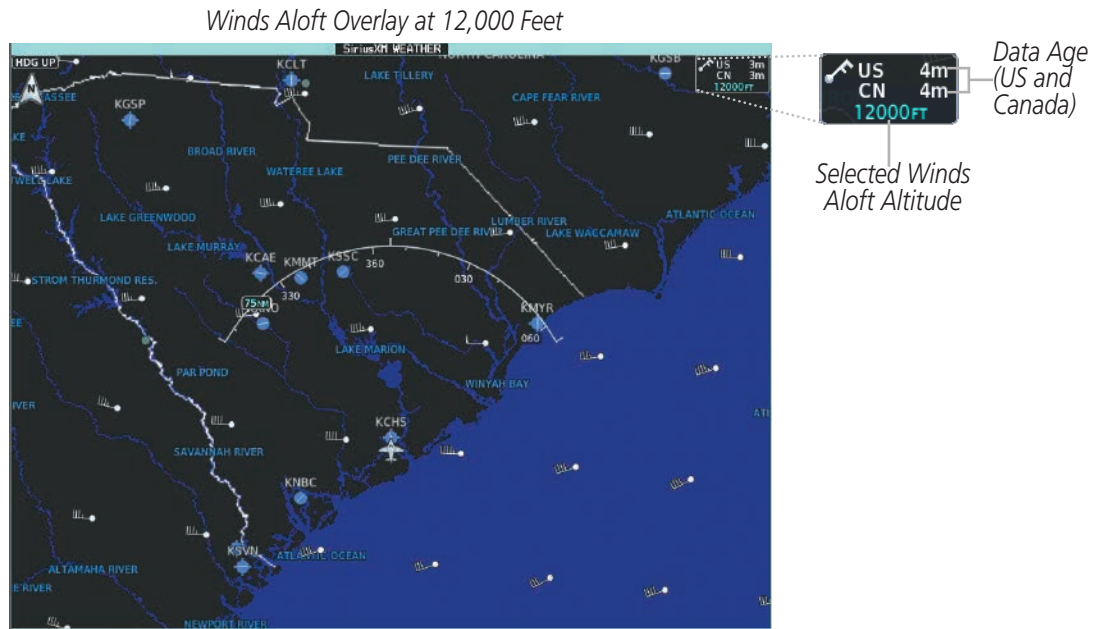 Winds Aloft Overlay at 12,000 Feet
SiriusXM WEATHER
HDG UP
N
KCLT
NORTH CAROLINA
KGSB
US 3m
CN 3m
12000FT
US 4m
CN 4m
12000FT
Data Age
(US and
Canada)
Selected Winds
Aloft Altitude
LAKE TILLERY
KGSP
CAPE FEAR RIVER
BROAD RIVER
PEE DEE RIVER
WATEREE LAKE
LAKE GREENWOOD
LUMBER RIVER
ATLANTIC OCEAN
GREAT PEE DEE RIVER
LAKE WACCAMAW
LAKE MURRAY
KCAE
KMMT
KSSC
360
030
STROM THURMOND RES.
330
75NM
KMYR
060
LAKE MARION
PAR POND
WINYAH BAY
KCHS
SAVANNAH RIVER
KNBC
KSVN
ATLANTIC OCEAN
ALTAMAHA RIVER
NEWPORT RIVER